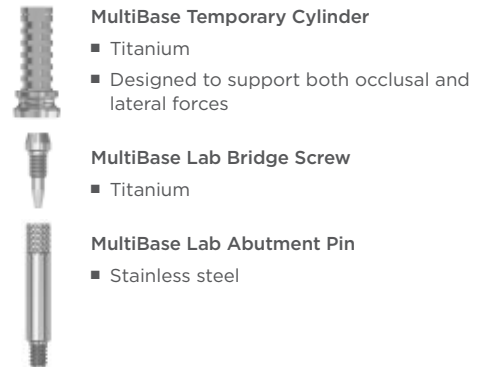 MultiBase Temporary Cylinder
■ Titanium
■ Designed to support both occlusal and
lateral forces
MultiBase Lab Bridge Screw
■ Titanium
MultiBase Lab Abutment Pin
■ Stainless steel